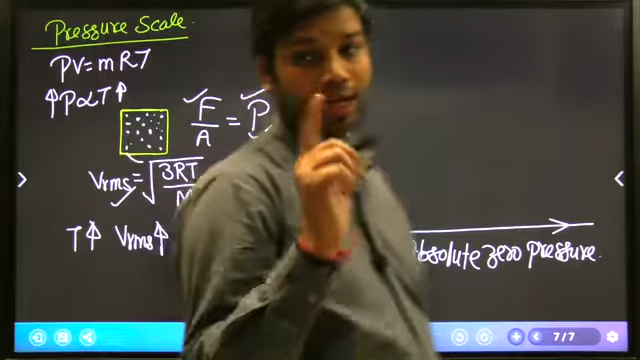 Pressure Scale
PV = mRT
↑P∝T↑
F/A = P
Vrms = √3RT/M
T↑ Vrms↑
Absolute zero pressure.
7/7